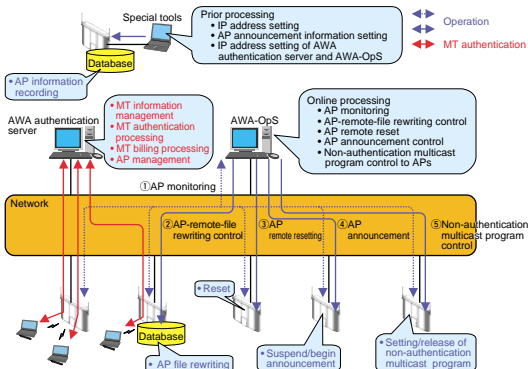 Special tools
Prior processing
• IP address setting
• AP announcement information setting
• IP address setting of AWA
authentication server and AWA-OpS
Operation
MT authentication
Database
• AP information
recording
AWA authentication
server
• MT information
management
• MT authentication
processing
• MT billing processing
• AP management
AWA-OpS
Online processing
• AP monitoring
• AP-remote-file rewriting control
• AP remote reset
• AP announcement control
• Non-authentication multicast
program control to APs
①AP monitoring
Network
②AP-remote-file
rewriting control
③AP
remote resetting
④AP
announcement
⑤Non-authentication
multicast program
control
• Reset
Database
• AP file rewriting
• Suspend/begin
announcement
• Setting/release of
non-authentication
multicast program